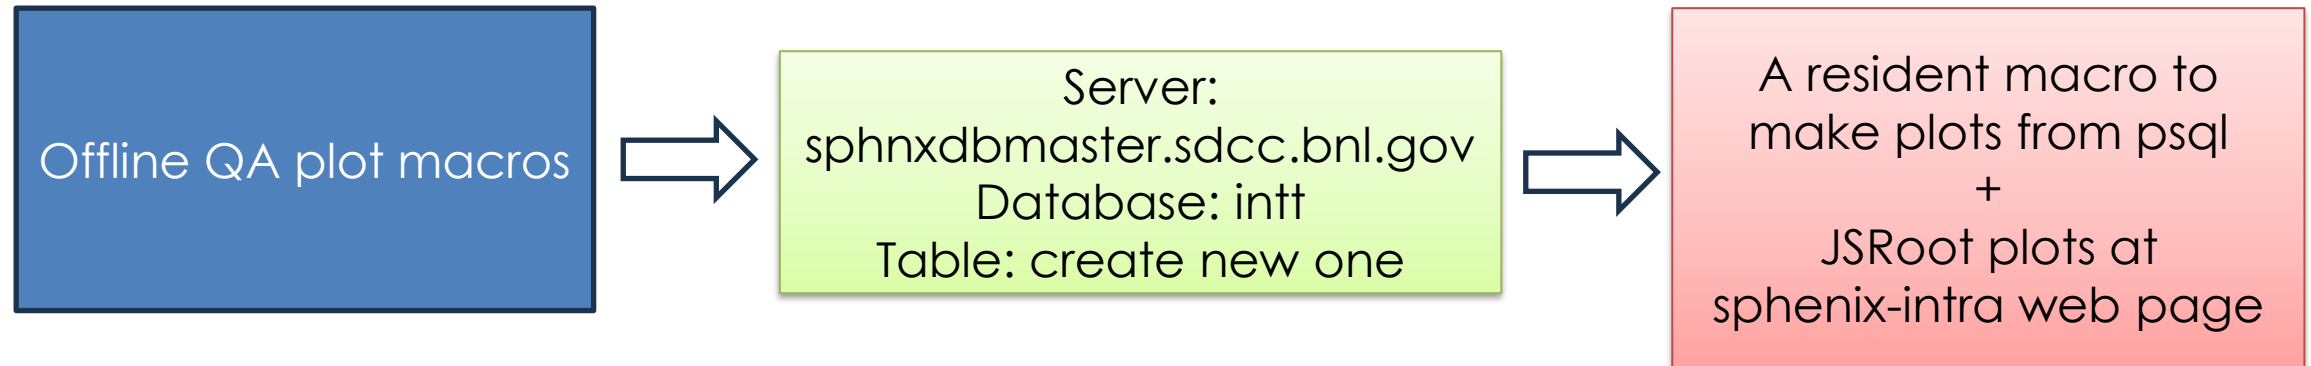 Offline QA plot macros
Server:
sphnxdbmaster.sdcc.bnl.gov
Database: intt
Table: create new one
A resident macro to
make plots from psql
+
JSRoot plots at
sphenix-intra web page